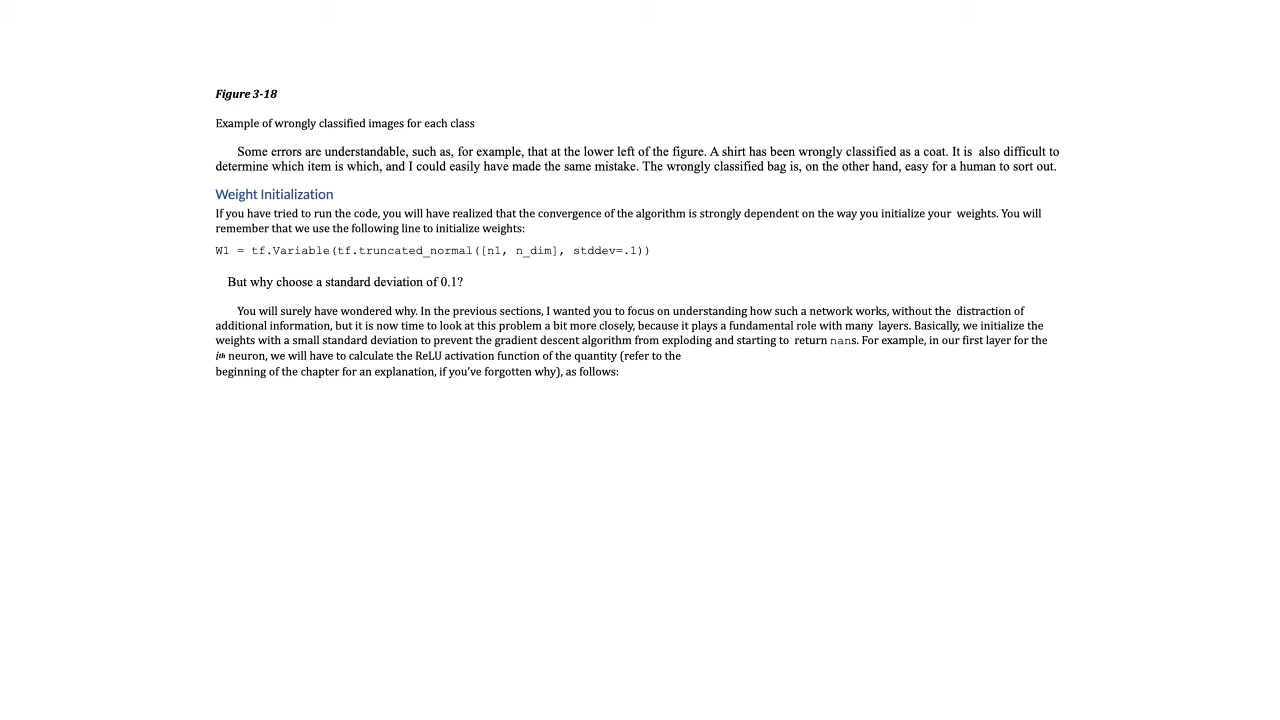 Figure 3-18
Example of wrongly classified images for each class
Some errors are understandable, such as, for example, that at the lower left of the figure. A shirt has been wrongly classified as a coat. It is also difficult to
determine which item is which, and I could easily have made the same mistake. The wrongly classified bag is, on the other hand, easy for a human to sort out.
Weight Initialization
If you have tried to run the code, you will have realized that the convergence of the algorithm is strongly dependent on the way you initialize your weights. You will
remember that we use the following line to initialize weights:
W1 = tf.Variable(tf.truncated_normal([n1, n_dim], stddev=.1))
But why choose a standard deviation of 0.1?
You will surely have wondered why. In the previous sections, I wanted you to focus on understanding how such a network works, without the distraction of
additional information, but it is now time to look at this problem a bit more closely, because it plays a fundamental role with many layers. Basically, we initialize the
weights with a small standard deviation to prevent the gradient descent algorithm from exploding and starting to return nans. For example, in our first layer for the
ith neuron, we will have to calculate the ReLU activation function of the quantity (refer to the
beginning of the chapter for an explanation, if you’ve forgotten why), as follows: